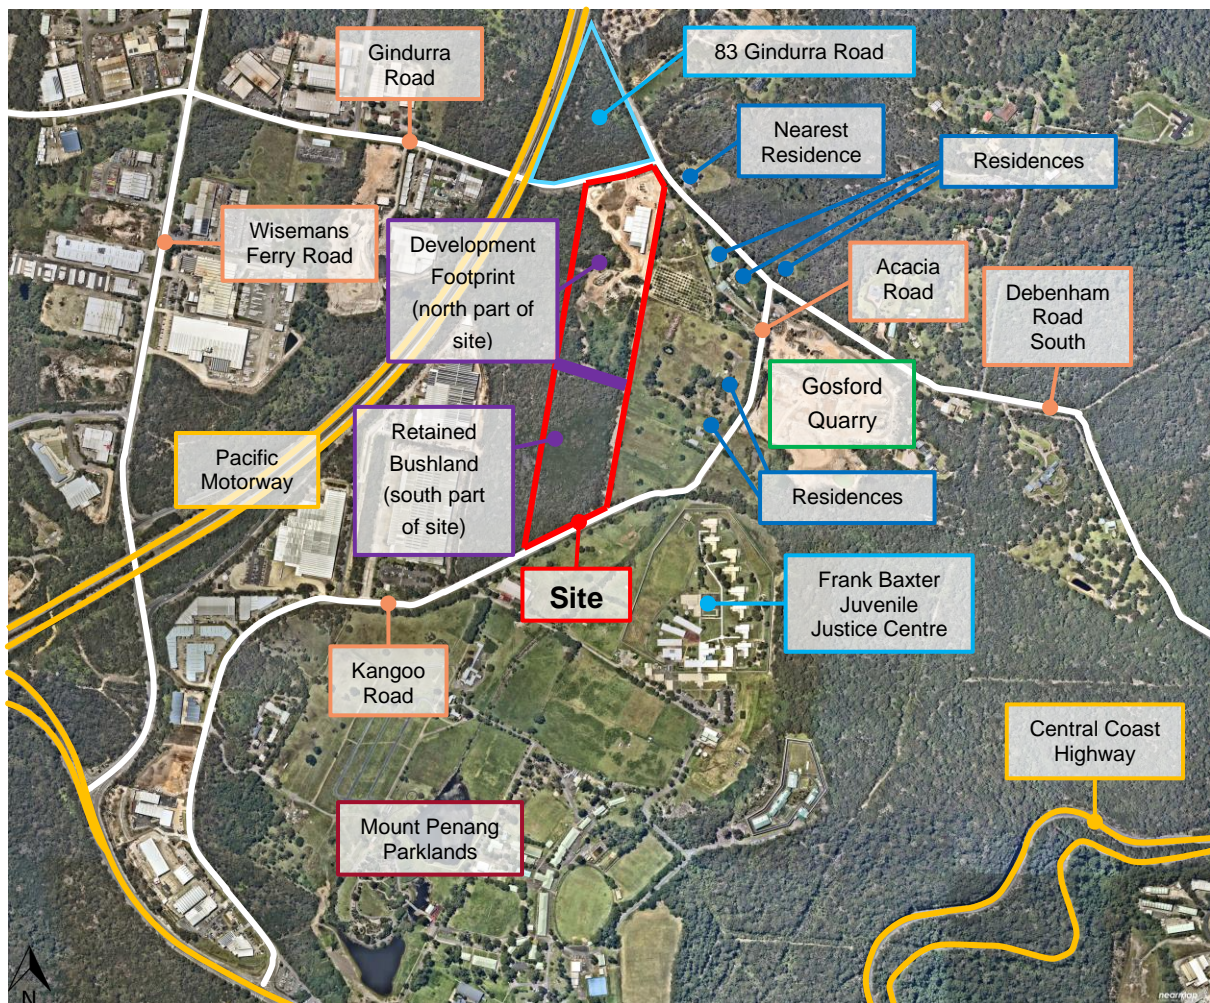 Gindurra
Road
83 Gindurra Road
Nearest
Residence
Residences
Wisemans
Ferry Road
Development
Footprint
(north part of
site)
Acacia
Road
Debenham
Road
South
Gosford
Quarry
Retained
Bushland
(south part
of site)
Pacific
Motorway
Residences
Site
Frank Baxter
Juvenile
Justice Centre
Kangoo
Road
Central Coast
Highway
Mount Penang
Parklands
N
nearmap